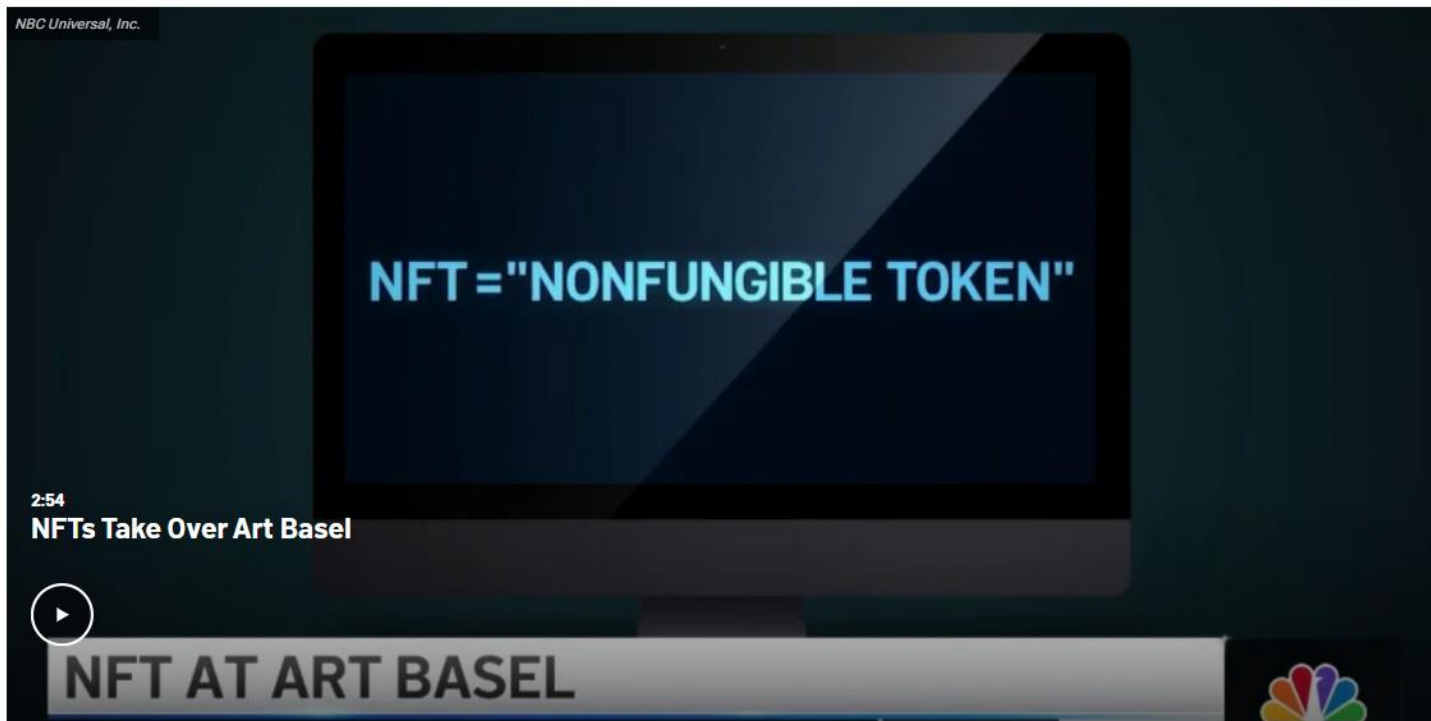 NBC Universal, Inc.
NFT ="NONFUNGIBLE TOKEN"
2:54
NFTs Take Over Art Basel
NFT AT ART BASEL